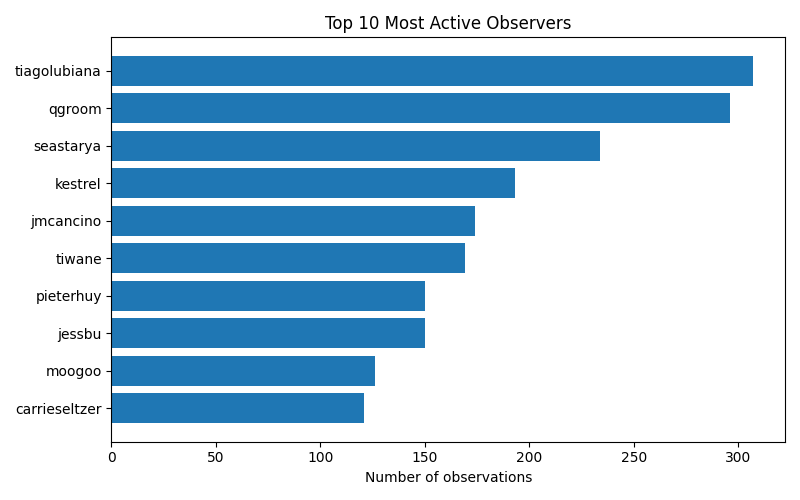 Top 10 Most Active Observers
tiagolubiana
qgroom
seastarya
kestrel
jmcancino
tiwane
pieterhuy
jessbu
moogoo
carrieseltzer
0 50 100 150 200 250 300
Number of observations